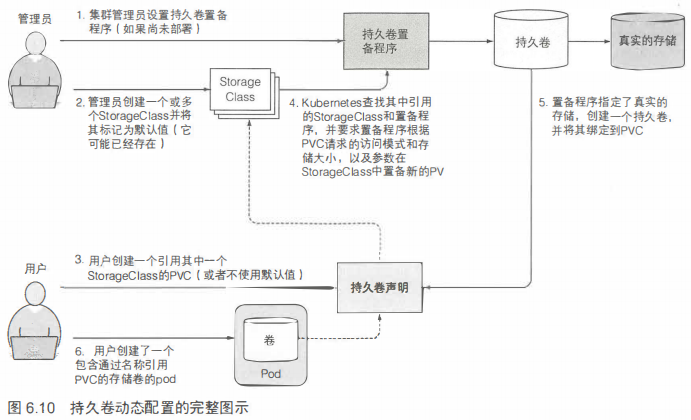 管理员
1. 集群管理员设置持久卷置备
程序（如果尚未部署）
持久卷置
备程序
持久卷
真实的存储
Storage
Class
2. 管理员创建一个或多
个StorageClass并将
其标记为默认值（它
可能已经存在）
4. Kubernetes查找其中引用
的StorageClass和置备程
序，并要求置备程序根据
PVC请求的访问模式和存
储大小，以及参数在
StorageClass中置备新的PV
5. 置备程序指定了真实的
存储，创建一个持久卷，
并将其绑定到PVC
用户
3. 用户创建一个引用其中一个
StorageClass的PVC（或者不使用默认值）
持久卷声明
6. 用户创建了一个
包含通过名称引用
PVC的存储卷的pod
卷
Pod
图 6.10 持久卷动态配置的完整图示